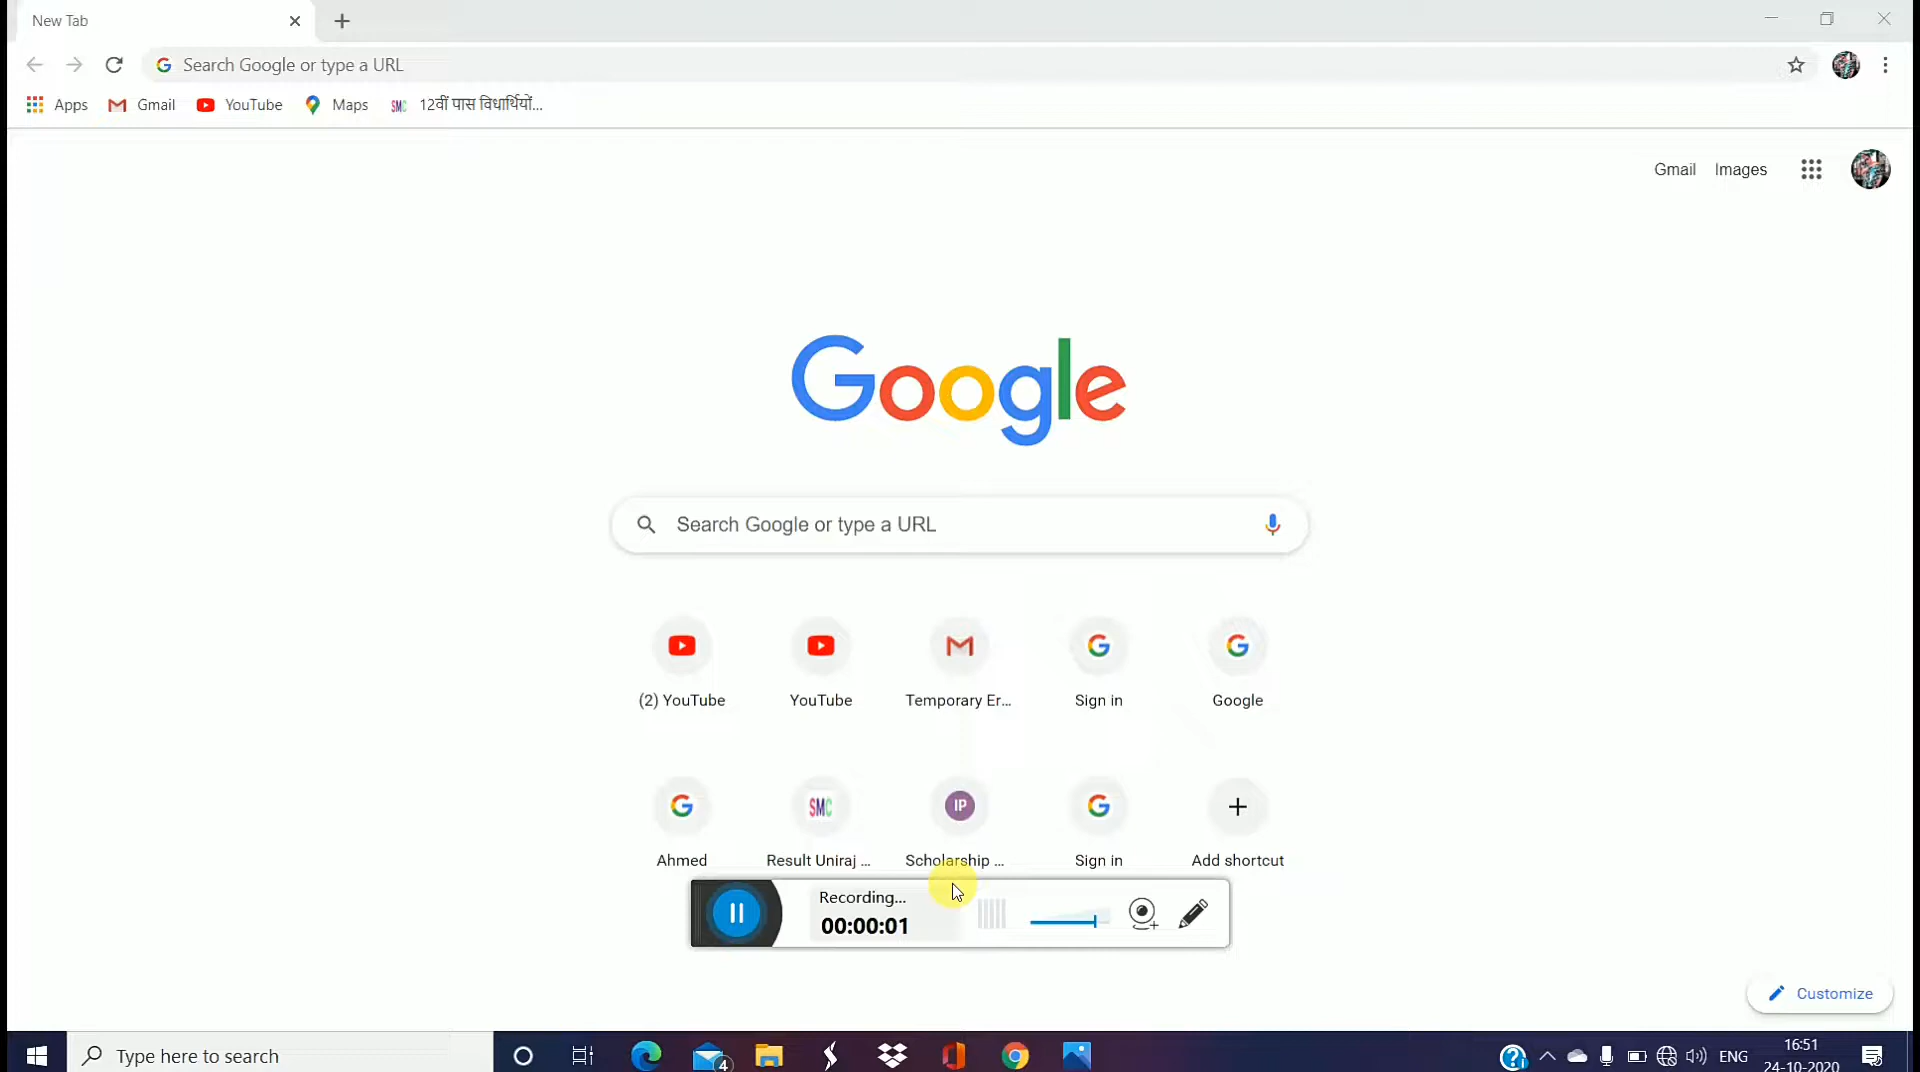 New Tab
Search Google or type a URL
Apps Gmail YouTube Maps SMC 12वीं पास विधार्थियों...
Gmail Images
Google
Search Google or type a URL
(2) YouTube YouTube Temporary Er... Sign in Google
SMC IP
Ahmed Result Uniraj ... Scholarship ... Sign in Add shortcut
Recording...
00:00:01
Customize
Type here to search 4 ENG 16:51
24-10-2020